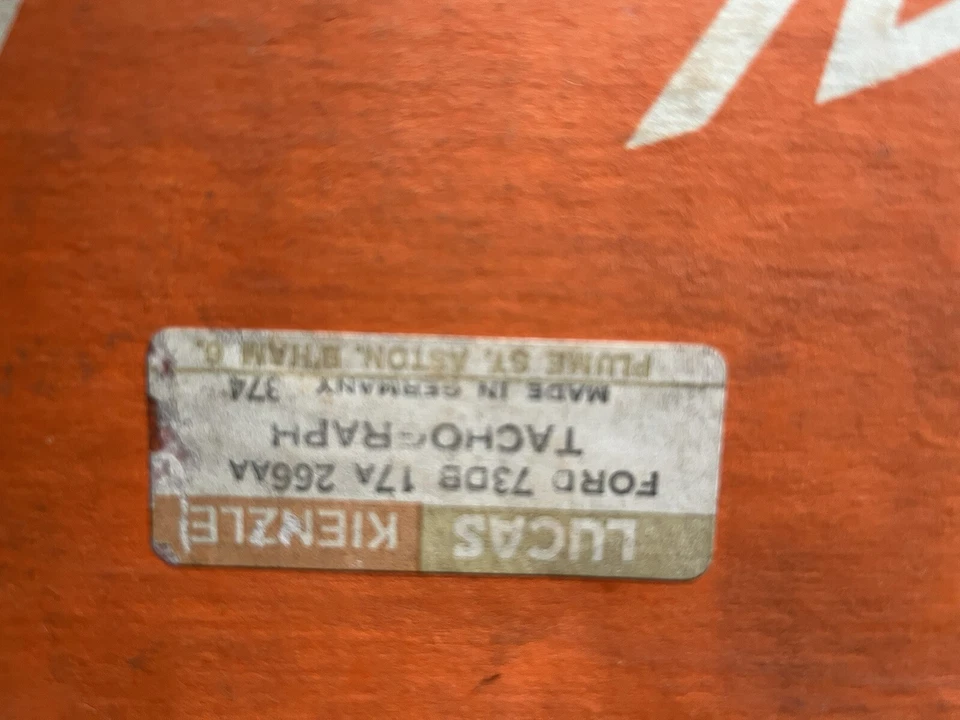 LUCAS KIENZLE
FORD 73DB 17A 266AA
TACHOGRAPH
MADE IN GERMANY 374
PLUME ST. ASTON. B'HAM 6.